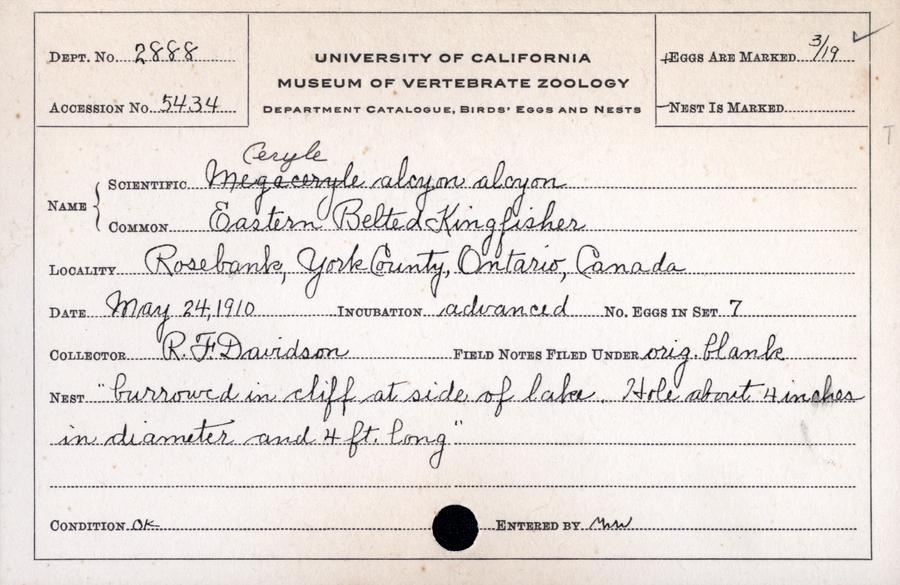 DEPT. No. 2888
ACCESSION No. 5434
UNIVERSITY OF CALIFORNIA
MUSEUM OF VERTEBRATE ZOOLOGY
DEPARTMENT CATALOGUE, BIRDS' EGGS AND NESTS
EGGS ARE MARKED 3/19
NEST IS MARKED
Ceryle
NAME SCIENTIFIC Megaceryle alcyon alcyon
COMMON Eastern Belted Kingfisher
LOCALITY Rosebank, York County, Ontario, Canada
DATE May 24, 1910 INCUBATION advanced No. EGGS IN SET 7
COLLECTOR R. F. Davidson FIELD NOTES FILED UNDER orig. blank
NEST "burrowed in cliff at side of lake. Hole about 4 inches
in diameter and 4 ft. long"
CONDITION OK ENTERED BY